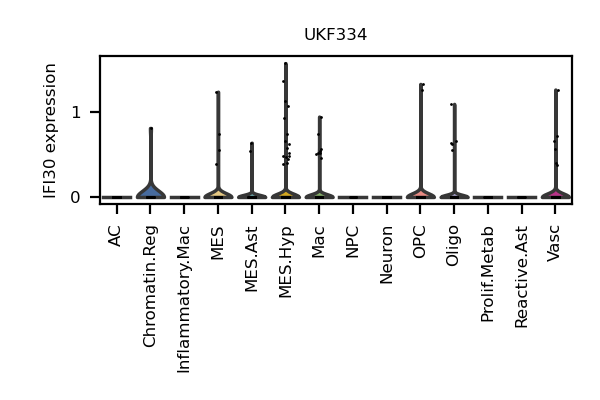 UKF334
IFI30 expression
1
0
AC
Chromatin.Reg
Inflammatory.Mac
MES
MES.Ast
MES.Hyp
Mac
NPC
Neuron
OPC
Oligo
Prolif.Metab
Reactive.Ast
Vasc